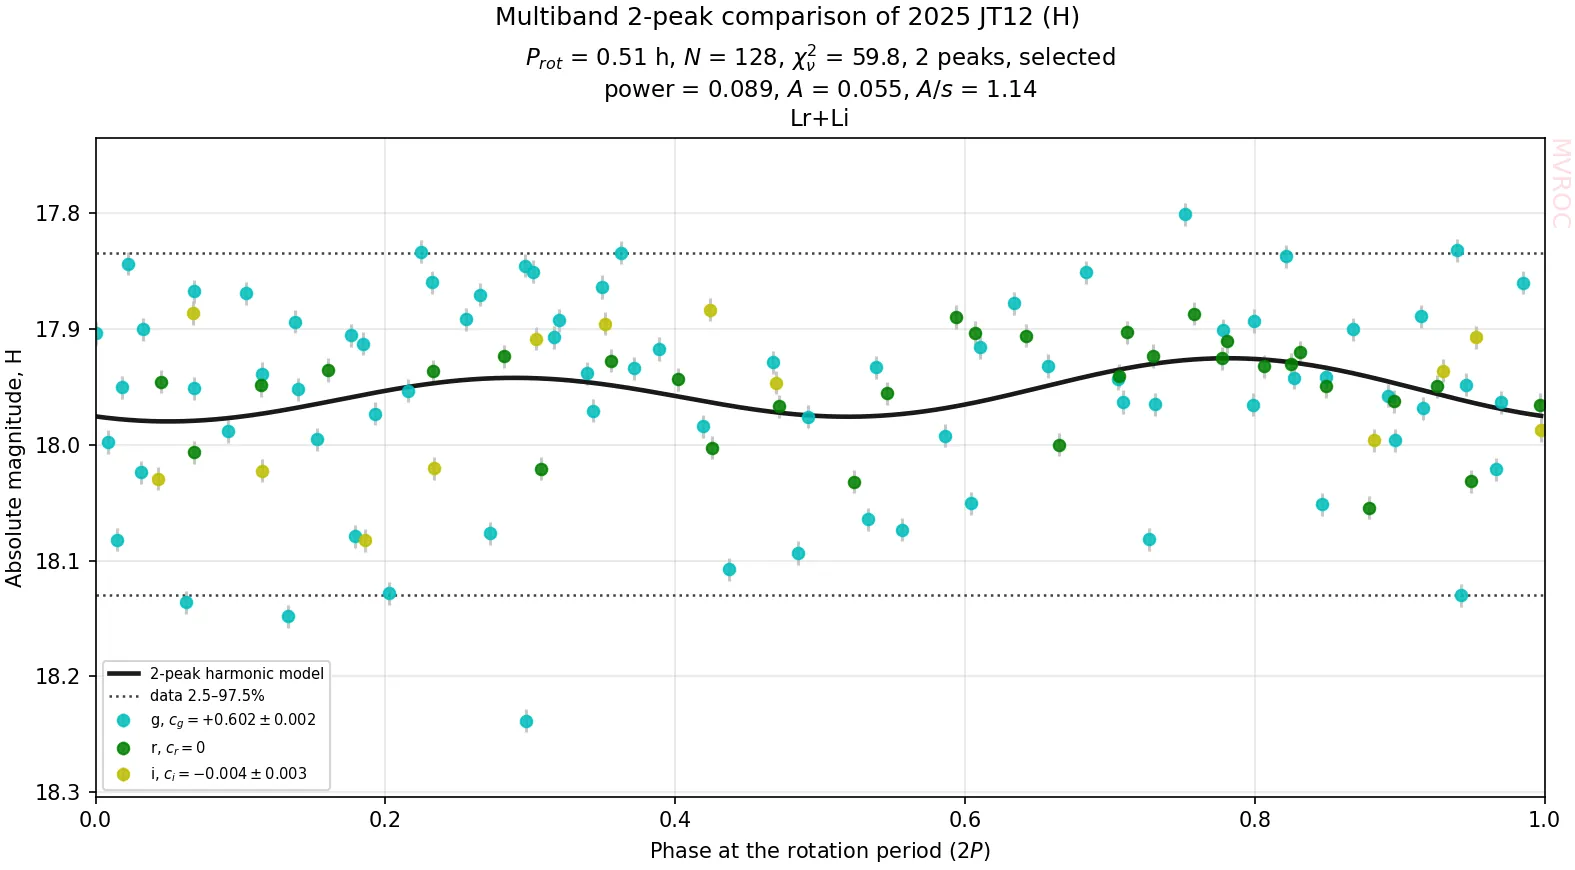 Multiband 2-peak comparison of 2025 JT12 (H)
P_rot = 0.51 h, N = 128, χ²_ν = 59.8, 2 peaks, selected
power = 0.089, A = 0.055, A/s = 1.14
Lr+Li
MVROC
Absolute magnitude, H
17.8
17.9
18.0
18.1
18.2
18.3
2-peak harmonic model
data 2.5–97.5%
g, c_g = +0.602 ± 0.002
r, c_r = 0
i, c_i = −0.004 ± 0.003
0.0 0.2 0.4 0.6 0.8 1.0
Phase at the rotation period (2P)